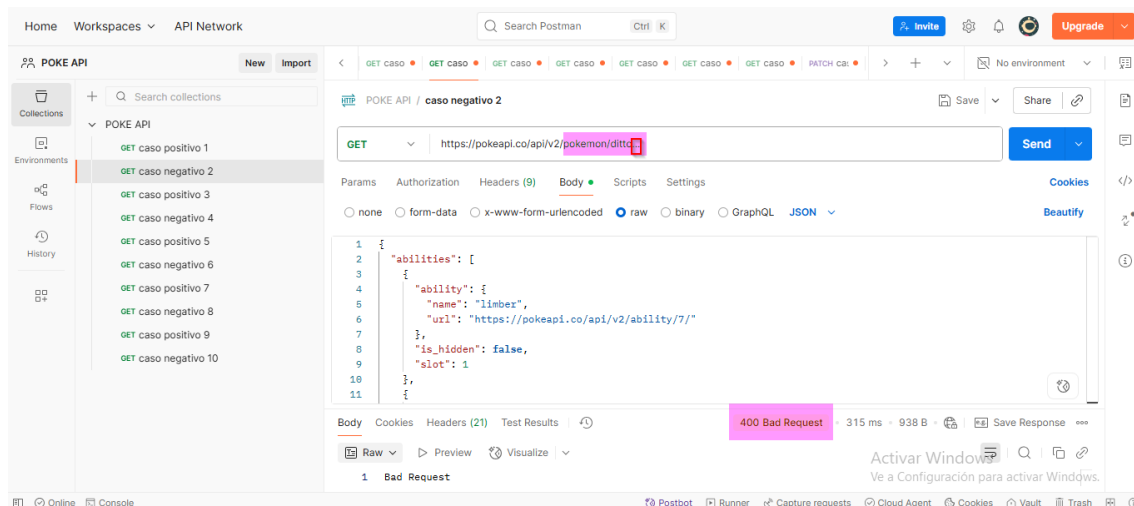 Home Workspaces API Network Search Postman Ctrl K Invite Upgrade
POKE API New Import GET caso GET caso GET caso GET caso GET caso GET caso GET caso PATCH ca: No environment
Collections
Environments
Flows
History
Search collections
POKE API
GET caso positivo 1
GET caso negativo 2
GET caso positivo 3
GET caso negativo 4
GET caso positivo 5
GET caso negativo 6
GET caso positivo 7
GET caso negativo 8
GET caso positivo 9
GET caso negativo 10
HTTP POKE API / caso negativo 2 Save Share
GET https://pokeapi.co/api/v2/pokemon/ditto... Send
Params Authorization Headers (9) Body Scripts Settings Cookies
none form-data x-www-form-urlencoded raw binary GraphQL JSON Beautify
1 {
2 "abilities": [
3 {
4 "ability": {
5 "name": "limber",
6 "url": "https://pokeapi.co/api/v2/ability/7/"
7 },
8 "is_hidden": false,
9 "slot": 1
10 },
11 {
Body Cookies Headers (21) Test Results 400 Bad Request 315 ms 938 B Save Response
Raw Preview Visualize
1 Bad Request
Activar Windows
Ve a Configuración para activar Windows.
Online Console Postbot Runner Capture requests Cloud Agent Cookies Vault Trash